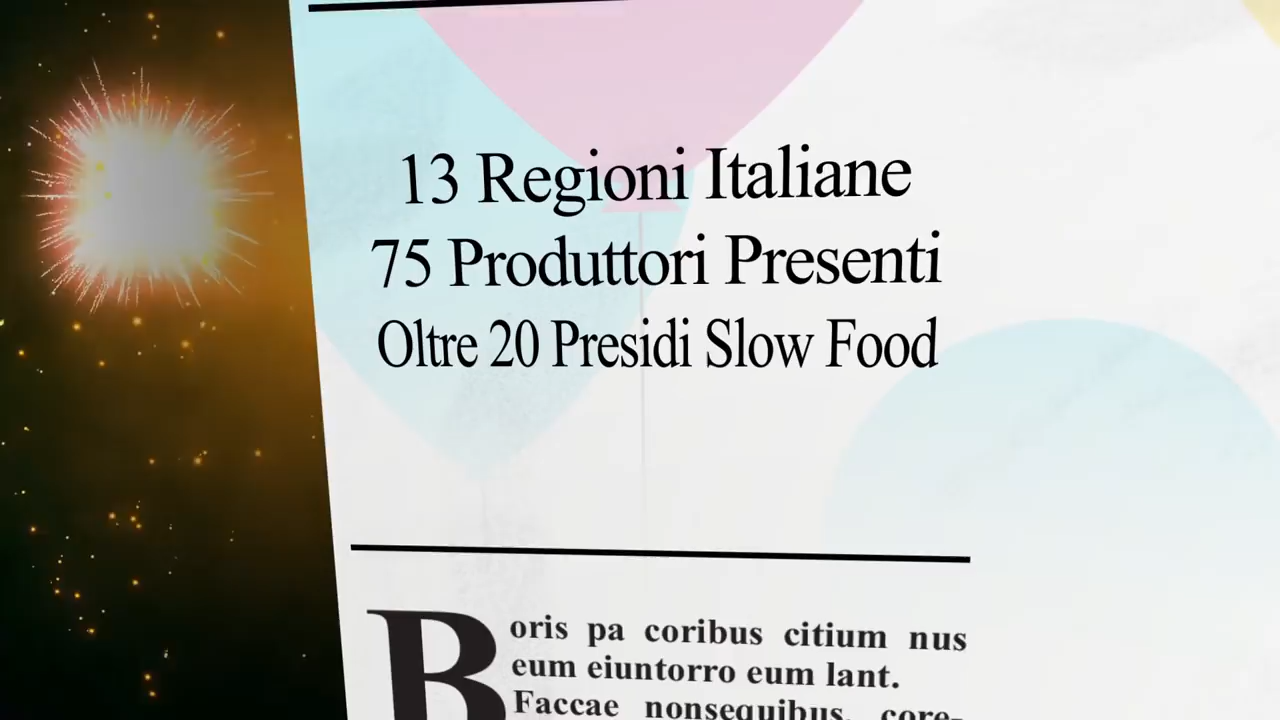 13 Regioni Italiane
75 Produttori Presenti
Oltre 20 Presidi Slow Food
Boris pa coribus citium nus
eum eiuntorro eum lant.
Faccae nonsequibus, core-